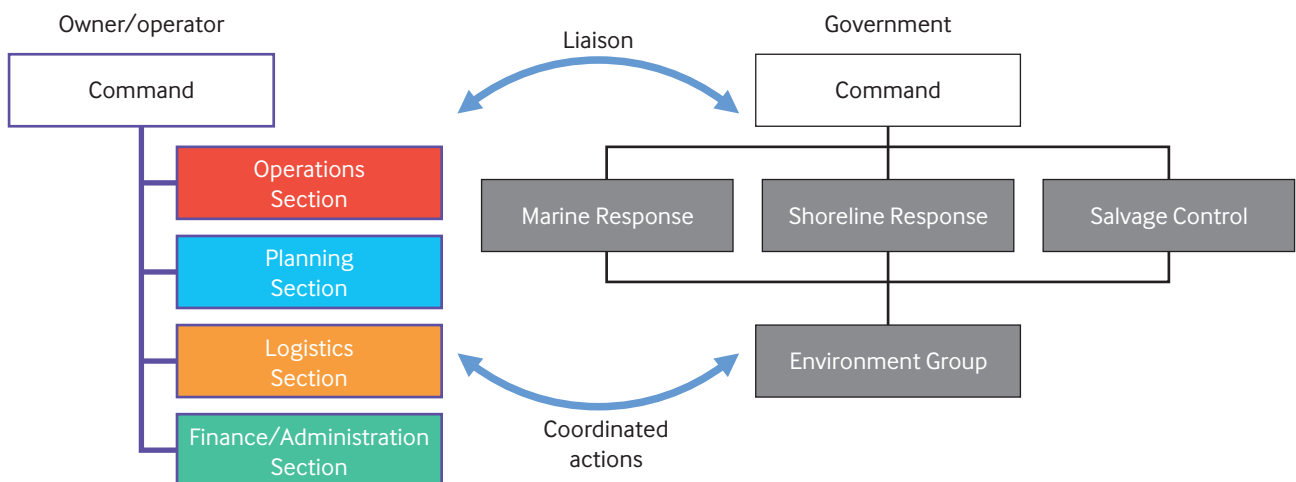 Owner/operator
Command
Operations
Section
Planning
Section
Logistics
Section
Finance/Administration
Section
Liaison
Coordinated
actions
Government
Command
Marine Response
Shoreline Response
Salvage Control
Environment Group